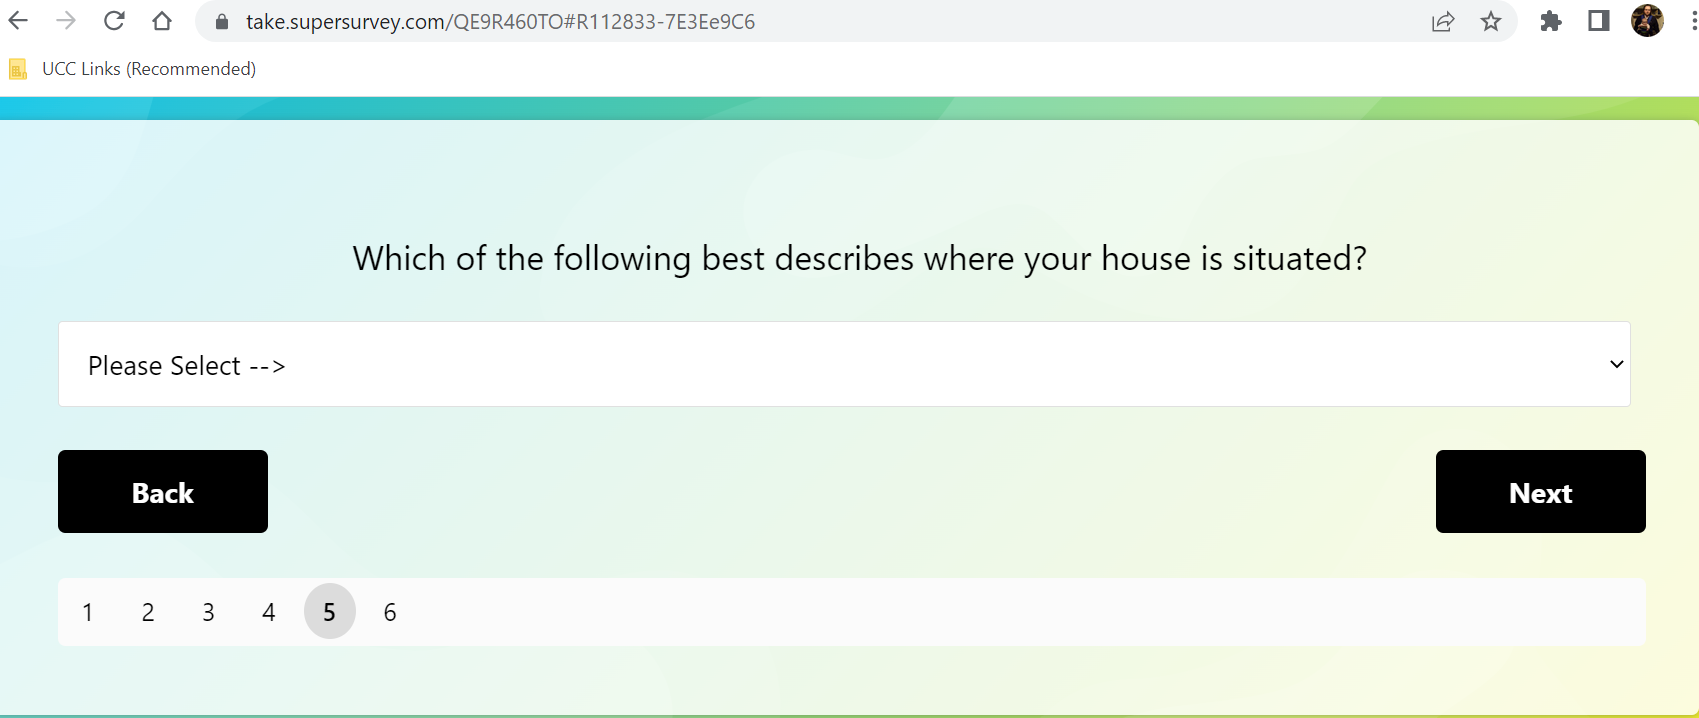 take.supersurvey.com/QE9R460TO#R112833-7E3Ee9C6
UCC Links (Recommended)
Which of the following best describes where your house is situated?
Please Select -->
Back
Next
1 2 3 4 5 6